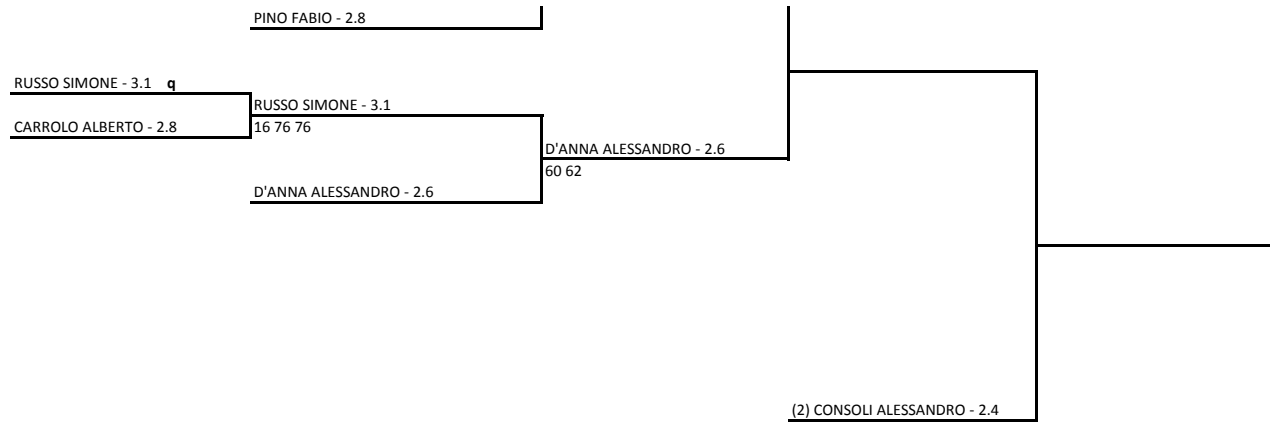 PINO FABIO - 2.8
RUSSO SIMONE - 3.1 q
RUSSO SIMONE - 3.1
CARROLO ALBERTO - 2.8
16 76 76
D'ANNA ALESSANDRO - 2.6
60 62
D'ANNA ALESSANDRO - 2.6
(2) CONSOLI ALESSANDRO - 2.4